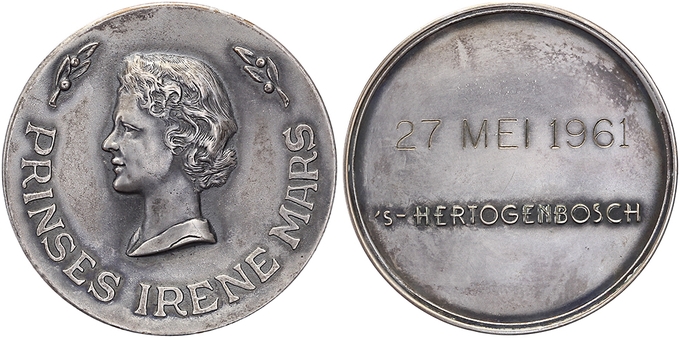 PRINSES IRENE MARS
27 MEI 1961
's-HERTOGENBOSCH